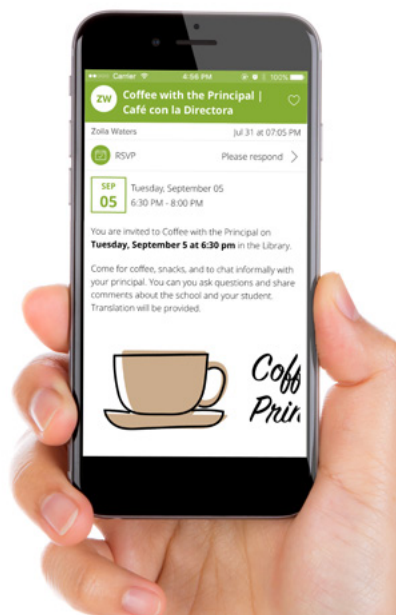 Carrier 4:56 PM 100%
ZW
Coffee with the Principal |
Café con la Directora
Zoila Waters Jul 31 at 07:05 PM
RSVP Please respond >
SEP
05
Tuesday, September 05
6:30 PM - 8:00 PM
You are invited to Coffee with the Principal on
Tuesday, September 5 at 6:30 pm in the Library.
Come for coffee, snacks, and to chat informally with
your principal. You can you ask questions and share
comments about the school and your student.
Translation will be provided.
Coff
Prin